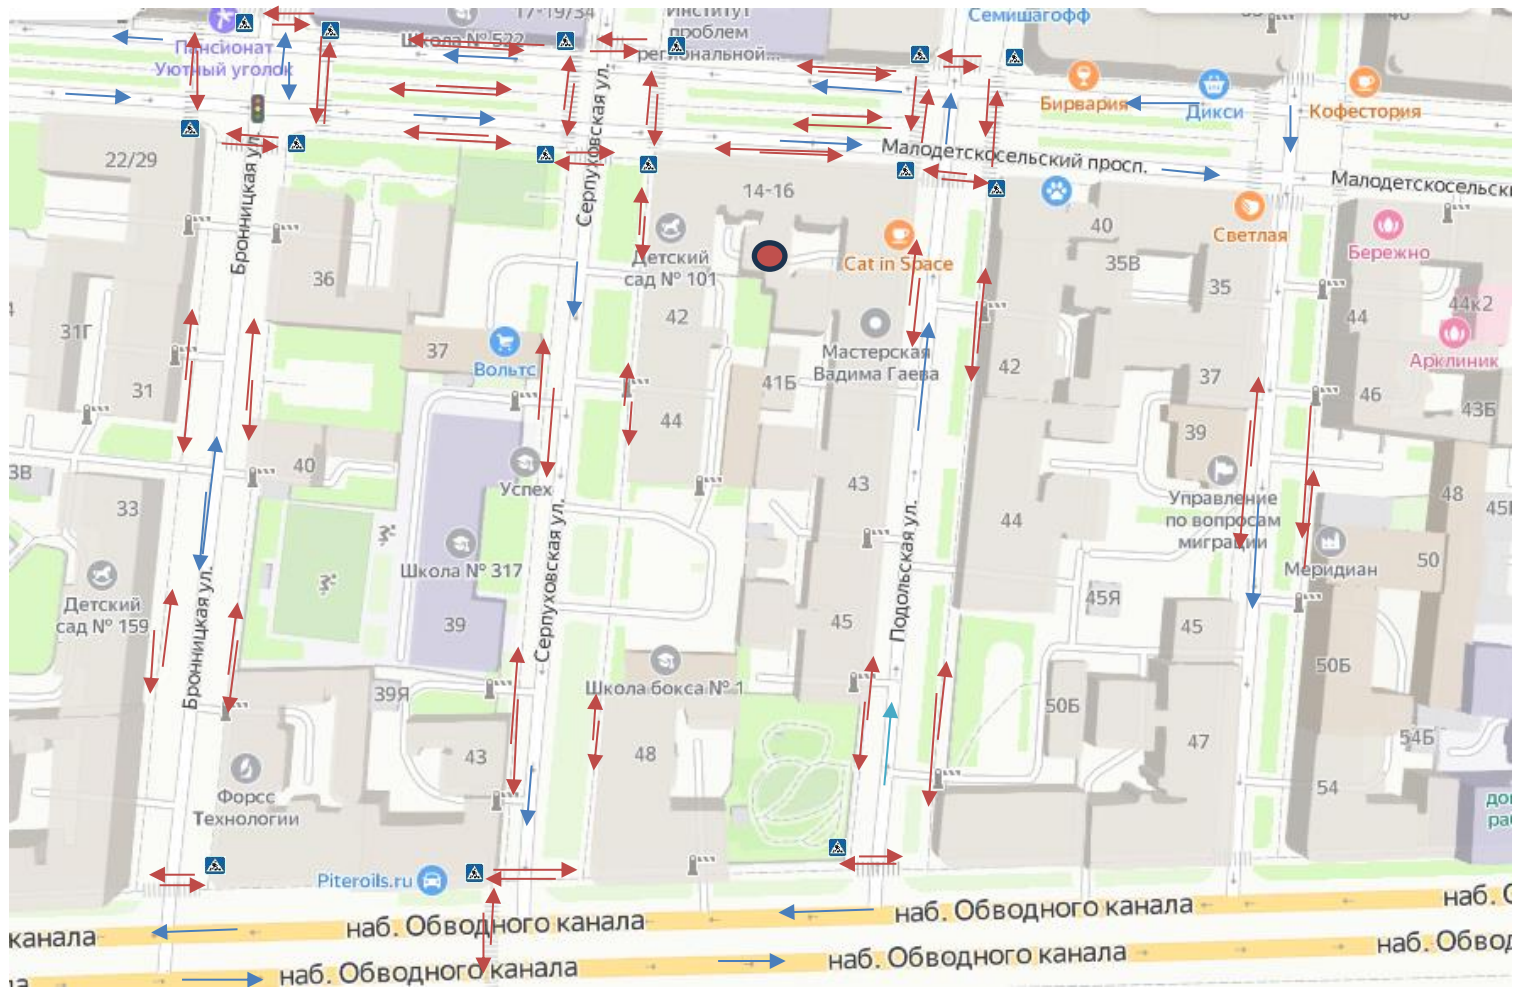 17-19/34
Институт
проблем
региональной...
Семишагофф
Пансионат
Уютный уголок
Школа № 522
Бирвария
Дикси
Кофестория
22/29
Малодетскосельский просп.
Бронницкая ул.
Серпуховская ул.
14-16
40
Светлая
Бережно
36
Детский
сад № 101
Cat in Space
35В
35
44к2
31Г
37
42
44
Вольтс
Мастерская
Вадима Гаева
Арклиник
31
41Б
42
37
46
43Б
44
39
3В
40
Успех
43
Управление
по вопросам
миграции
48
33
44
Школа № 317
Меридиан
50
Детский
сад № 159
Серпуховская ул.
Подольская ул.
45Я
39
45
45
Бронницкая ул.
39Я
Школа бокса № 1
50Б
50Б
43
48
47
54Б
Форсс
Технологии
54
Piteroils.ru
наб. Обводного канала
наб. Обводного канала
канала
наб. Обводного канала
наб. Обводного канала